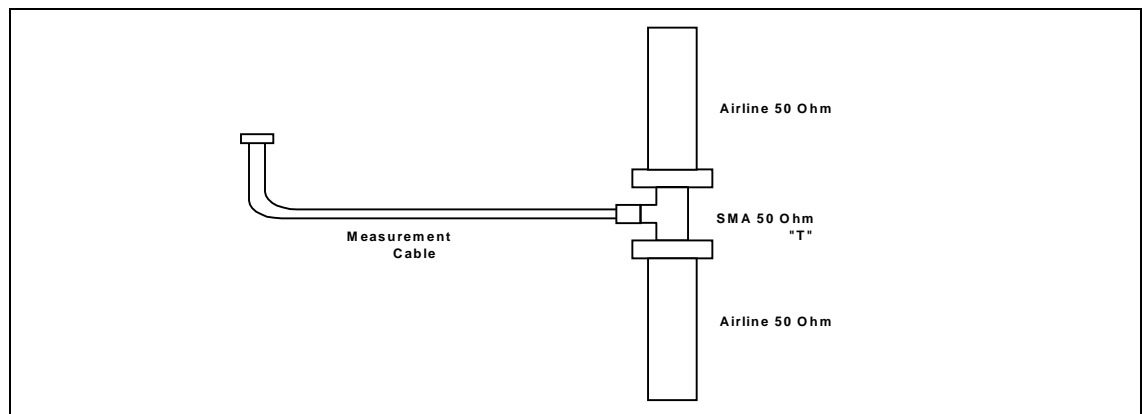 Airline 50 Ohm
SMA 50 Ohm
"T"
Measurement
Cable
Airline 50 Ohm